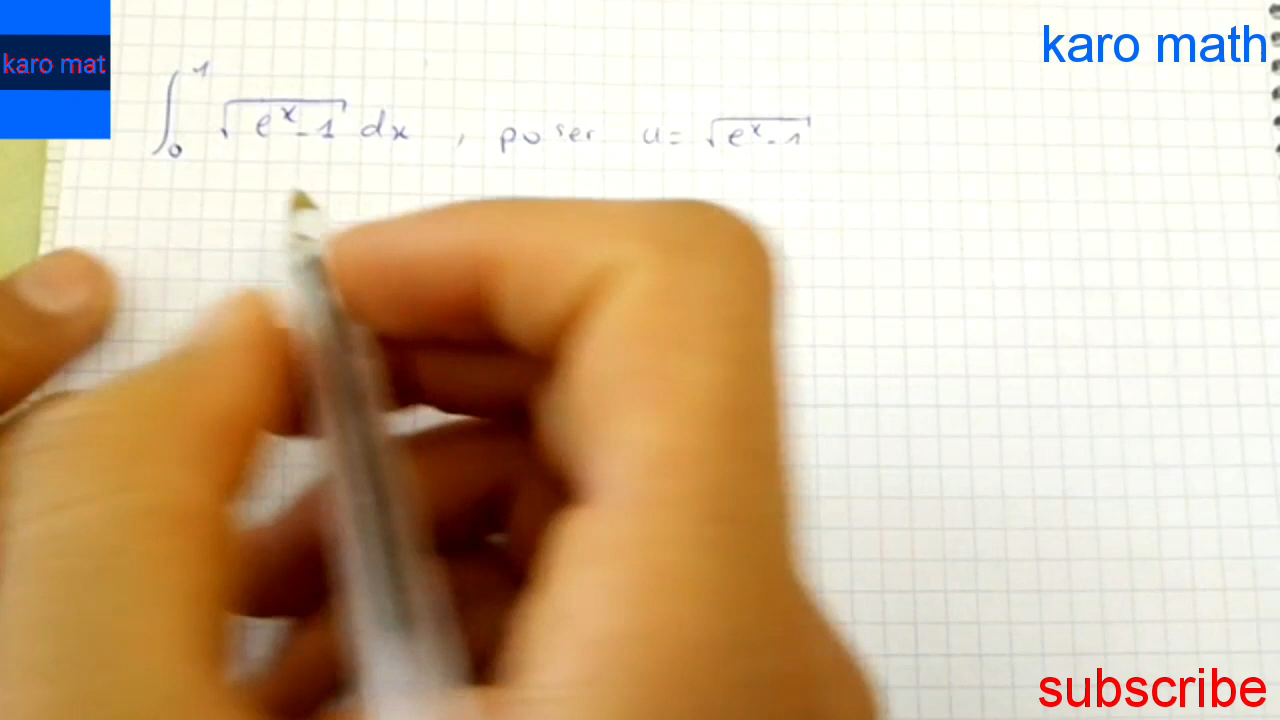 karo mat
karo math
∫₀¹ √(eˣ-1) dx , poser u= √(eˣ-1)
subscribe